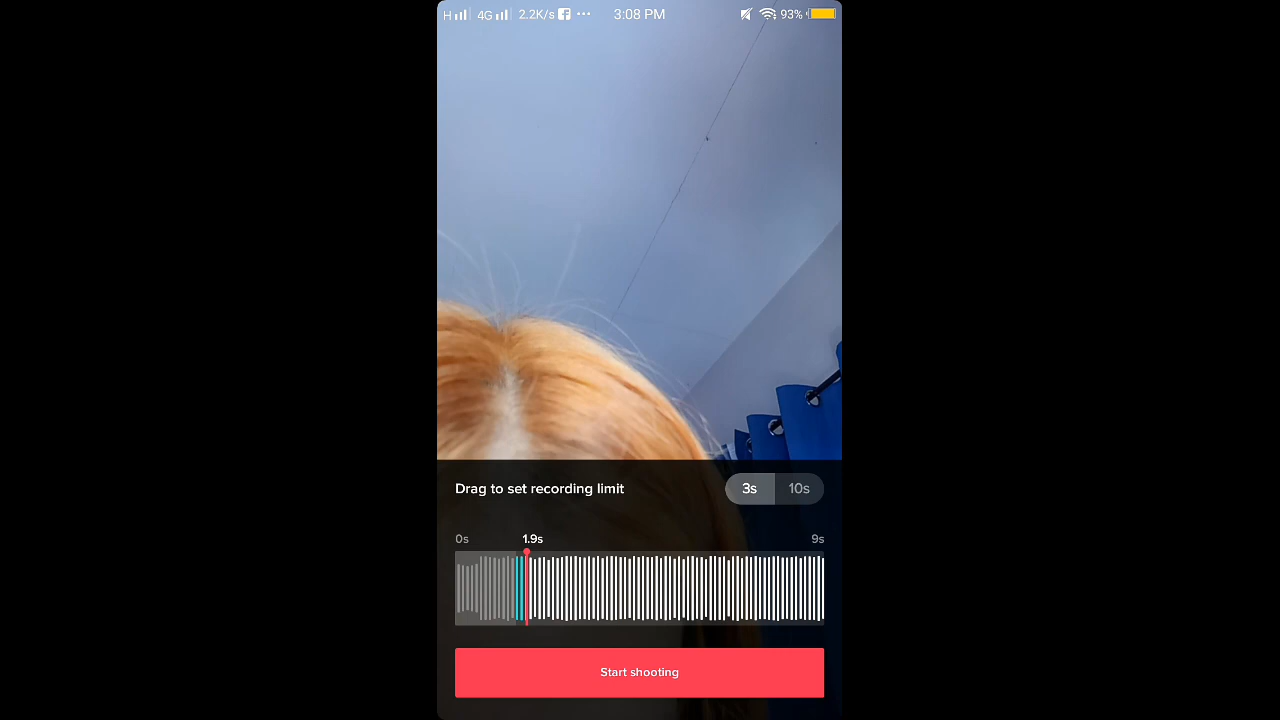 H 4G 2.2K/s ... 3:08 PM 93%
Drag to set recording limit 3s 10s
0s 1.9s 9s
Start shooting